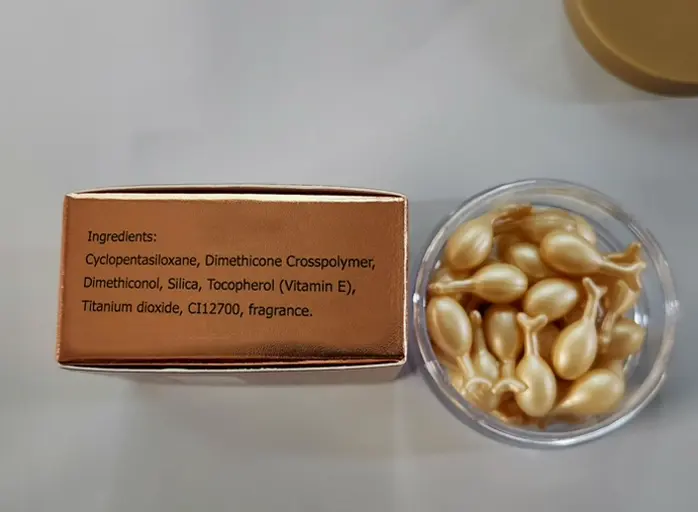 Ingredients:
Cyclopentasiloxane, Dimethicone Crosspolymer,
Dimethiconol, Silica, Tocopherol (Vitamin E),
Titanium dioxide, CI12700, fragrance.